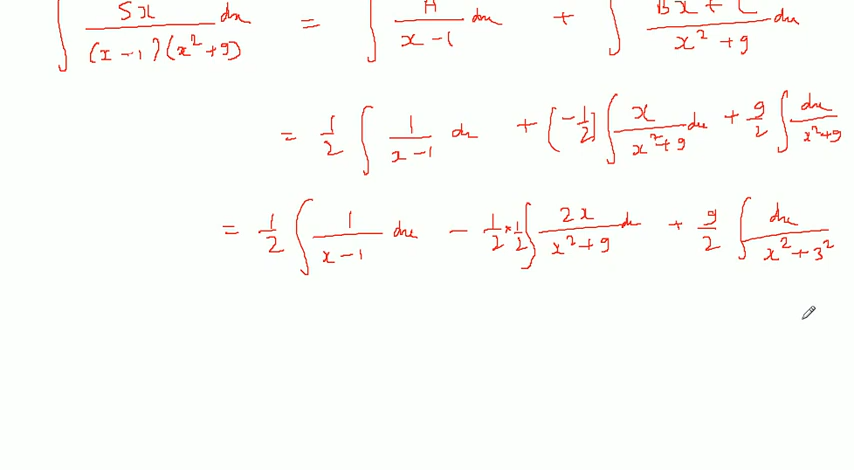 ∫ 5x/((x-1)(x²+9)) dx = ∫ A/(x-1) dx + ∫ (Bx+C)/(x²+9) dx
= 1/2 ∫ 1/(x-1) dx + (-1/2) ∫ x/(x²+9) dx + 9/2 ∫ dx/(x²+9)
= 1/2 ∫ 1/(x-1) dx - 1/2 × 1/2 ∫ 2x/(x²+9) dx + 9/2 ∫ dx/(x²+3²)